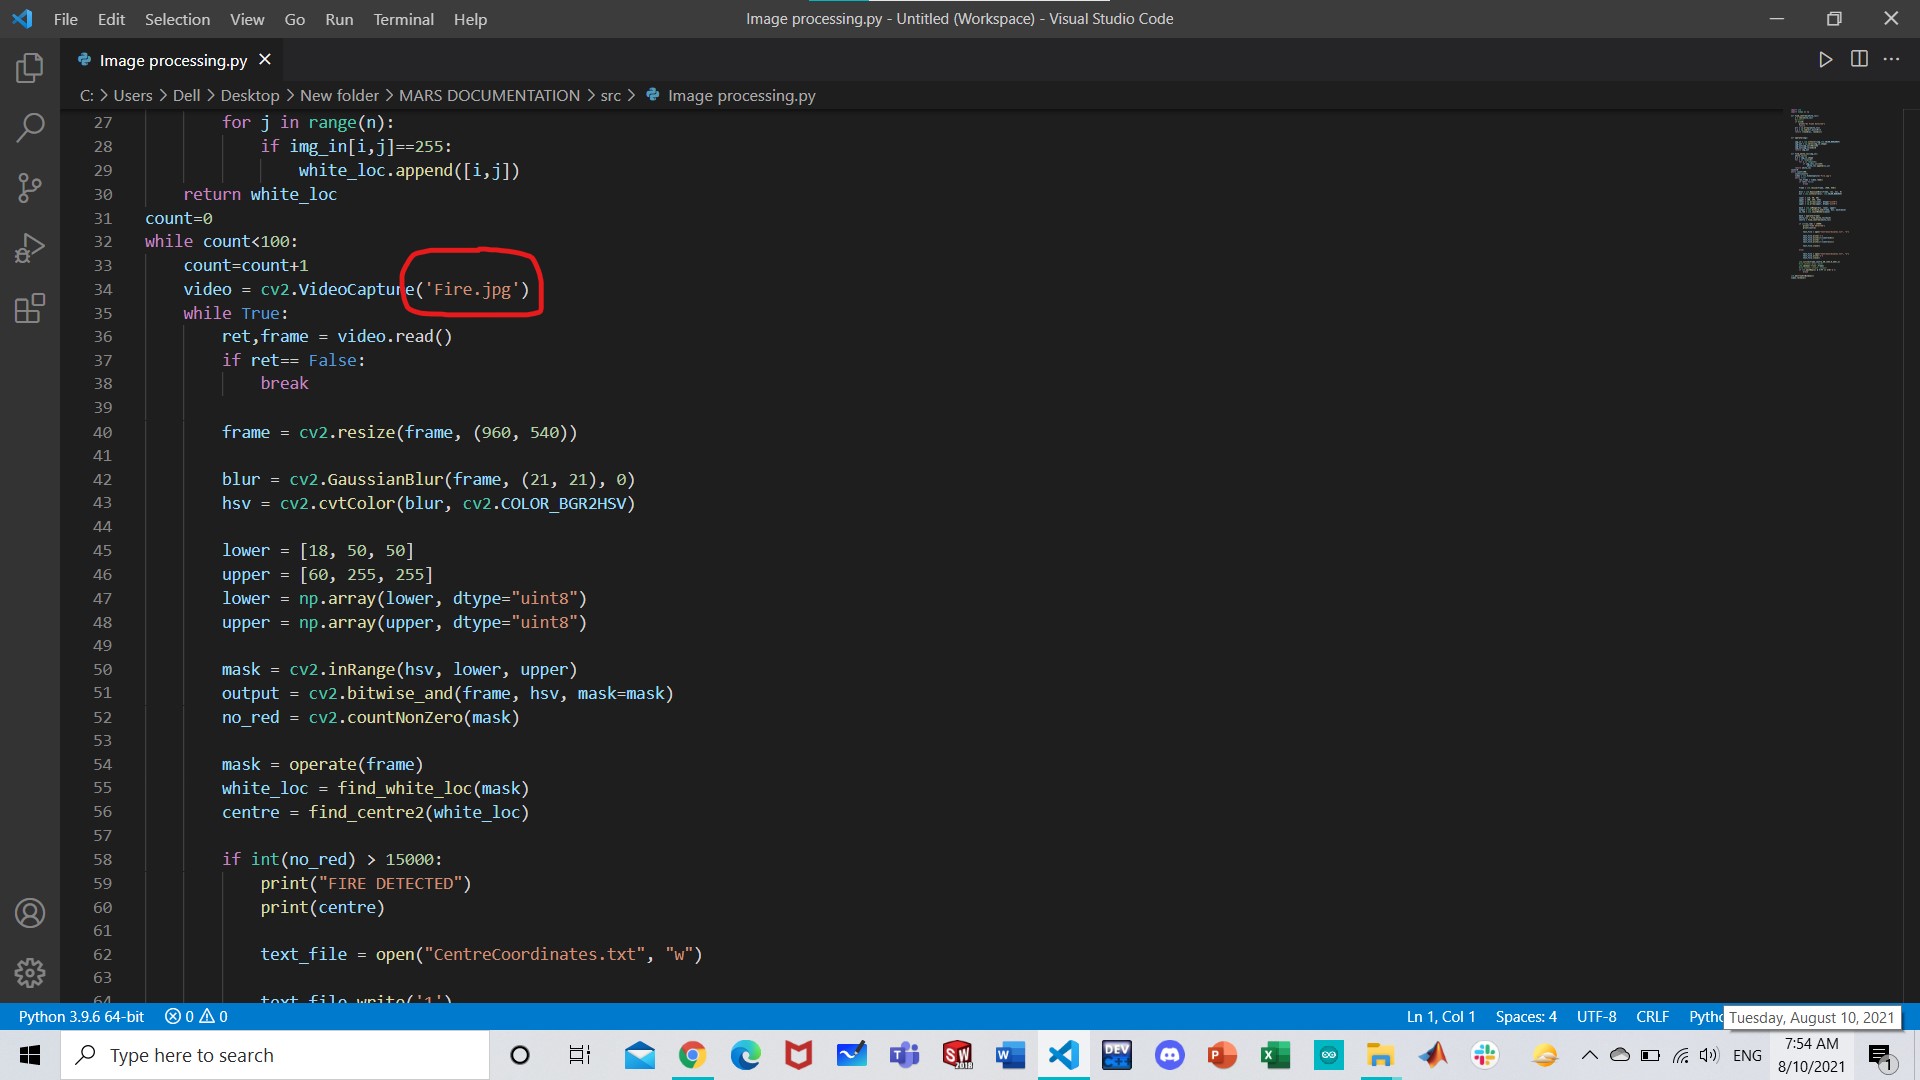 File Edit Selection View Go Run Terminal Help
Image processing.py - Untitled (Workspace) - Visual Studio Code
Image processing.py
C: > Users > Dell > Desktop > New folder > MARS DOCUMENTATION > src > Image processing.py
27 for j in range(n):
28 if img_in[i,j]==255:
29 white_loc.append([i,j])
30 return white_loc
31 count=0
32 while count<100:
33 count=count+1
34 video = cv2.VideoCapture('Fire.jpg')
35 while True:
36 ret,frame = video.read()
37 if ret== False:
38 break
39
40 frame = cv2.resize(frame, (960, 540))
41
42 blur = cv2.GaussianBlur(frame, (21, 21), 0)
43 hsv = cv2.cvtColor(blur, cv2.COLOR_BGR2HSV)
44
45 lower = [18, 50, 50]
46 upper = [60, 255, 255]
47 lower = np.array(lower, dtype="uint8")
48 upper = np.array(upper, dtype="uint8")
49
50 mask = cv2.inRange(hsv, lower, upper)
51 output = cv2.bitwise_and(frame, hsv, mask=mask)
52 no_red = cv2.countNonZero(mask)
53
54 mask = operate(frame)
55 white_loc = find_white_loc(mask)
56 centre = find_centre2(white_loc)
57
58 if int(no_red) > 15000:
59 print("FIRE DETECTED")
60 print(centre)
61
62 text_file = open("CentreCoordinates.txt", "w")
63
64 text_file.write('1')
Python 3.9.6 64-bit 0 0
Ln 1, Col 1 Spaces: 4 UTF-8 CRLF Pytho
Tuesday, August 10, 2021
Type here to search
DEV C++
SW 2018
ENG
7:54 AM
8/10/2021
1